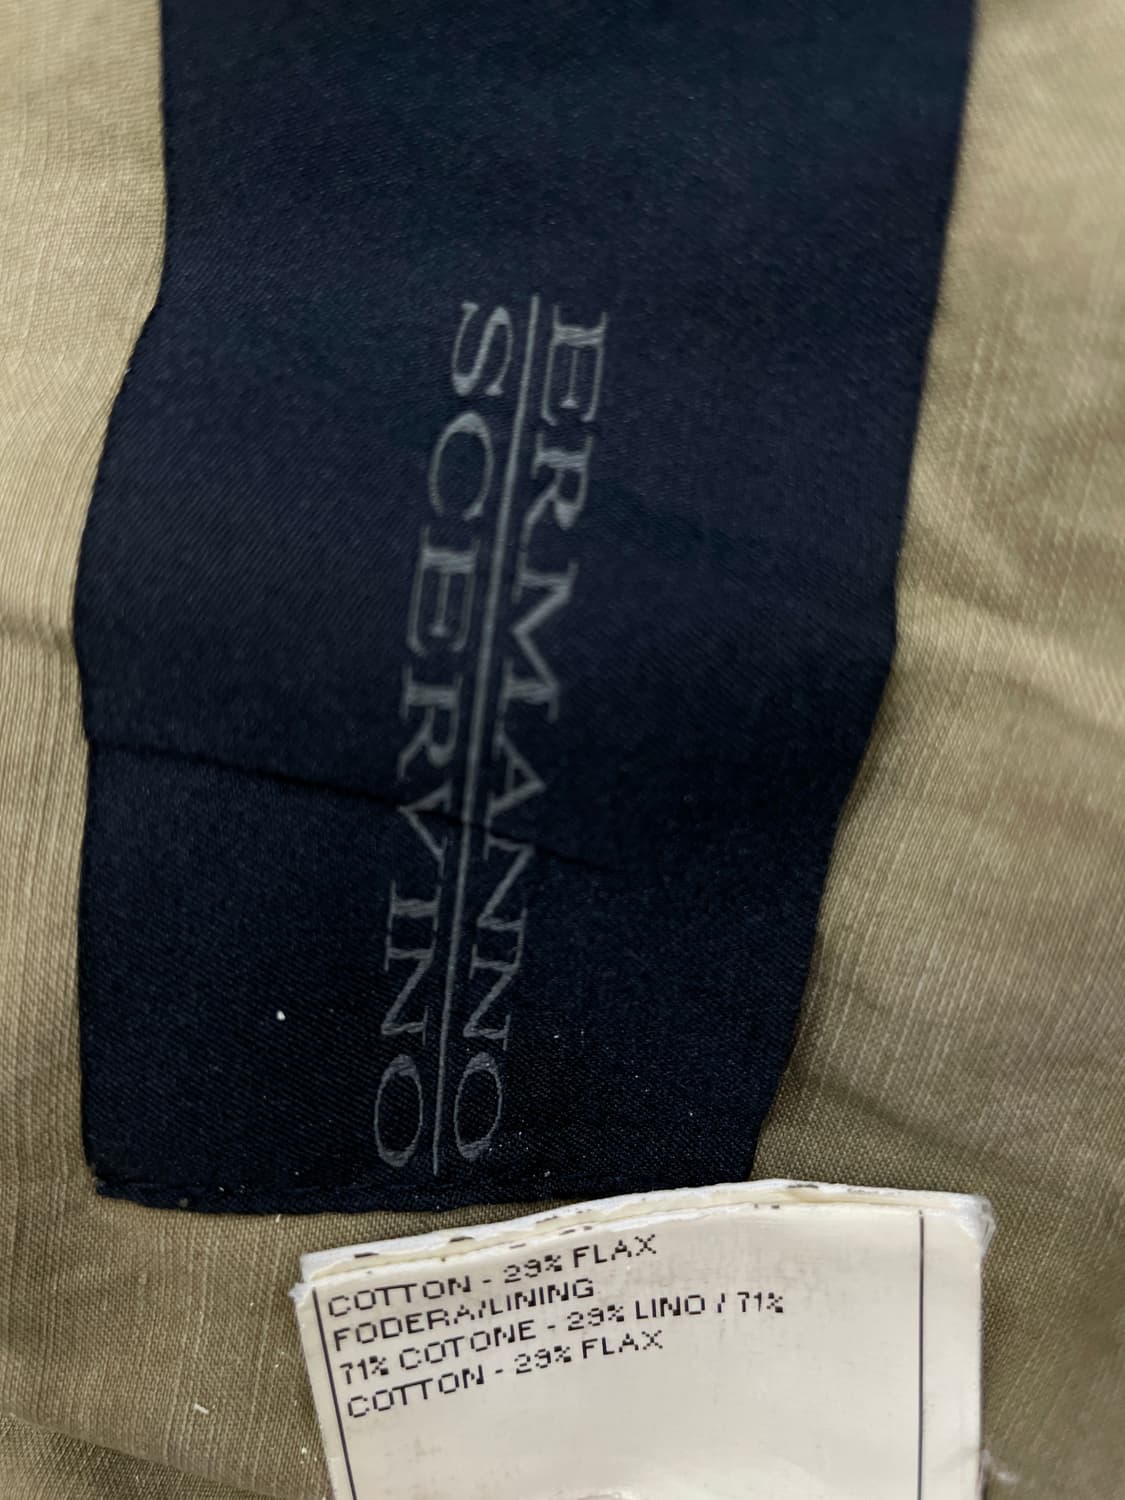 ERMANNO
SCERVINO
COTTON - 29% FLAX
FODERA/LINING
71% COTONE - 29% LINO / 71%
COTTON - 29% FLAX